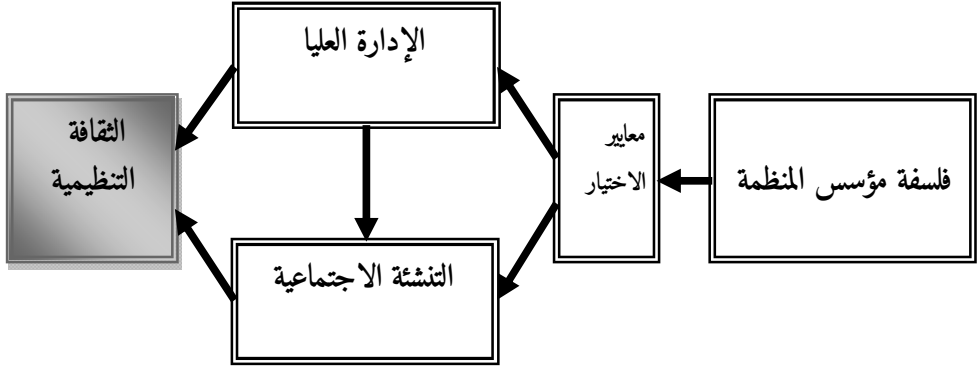 فلسفة مؤسس المنظمة
معايير
الاختيار
الإدارة العليا
التنشئة الاجتماعية
الثقافة
التنظيمية